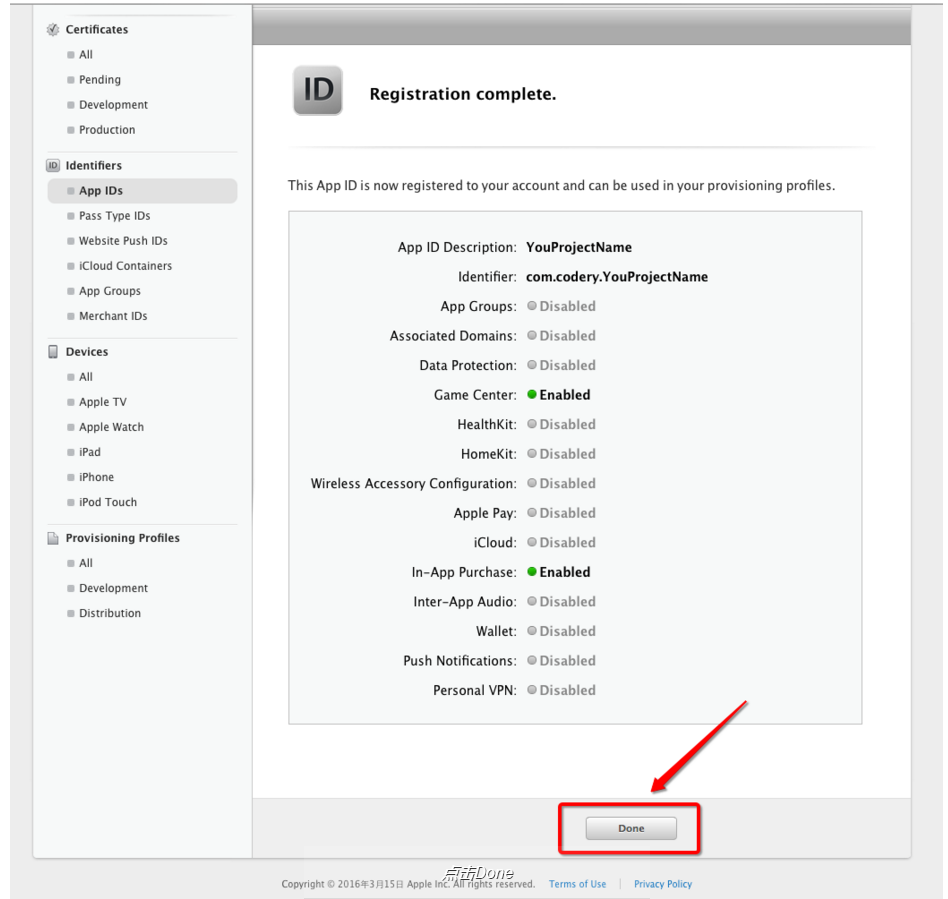 Certificates
All
Pending
Development
Production
ID Identifiers
App IDs
Pass Type IDs
Website Push IDs
iCloud Containers
App Groups
Merchant IDs
Devices
All
Apple TV
Apple Watch
iPad
iPhone
iPod Touch
Provisioning Profiles
All
Development
Distribution
ID Registration complete.
This App ID is now registered to your account and can be used in your provisioning profiles.
App ID Description: YouProjectName
Identifier: com.codery.YouProjectName
App Groups: Disabled
Associated Domains: Disabled
Data Protection: Disabled
Game Center: Enabled
HealthKit: Disabled
HomeKit: Disabled
Wireless Accessory Configuration: Disabled
Apple Pay: Disabled
iCloud: Disabled
In-App Purchase: Enabled
Inter-App Audio: Disabled
Wallet: Disabled
Push Notifications: Disabled
Personal VPN: Disabled
Done
点击Done
Copyright © 2016年3月15日 Apple Inc. All rights reserved. Terms of Use Privacy Policy